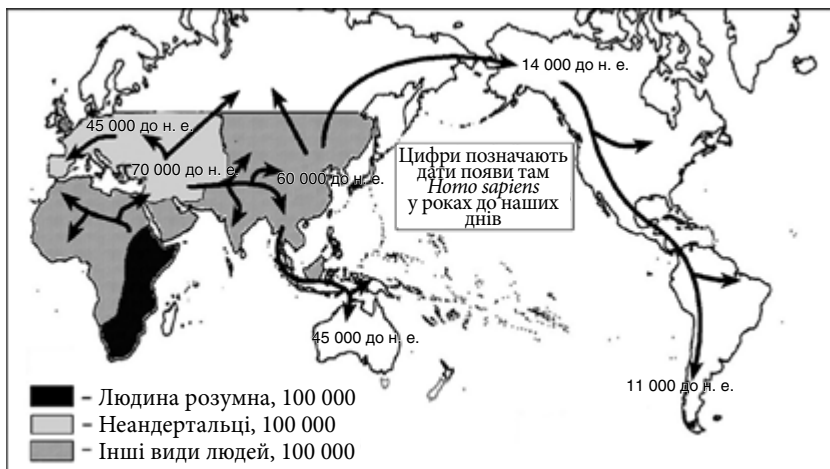 14 000 до н. е.
45 000 до н. е.
70 000 до н. е.
60 000 до н. е.
Цифри позначають
дати появи там
Homo sapiens
у роках до наших
днів
45 000 до н. е.
11 000 до н. е.
– Людина розумна, 100 000
– Неандертальці, 100 000
– Інші види людей, 100 000